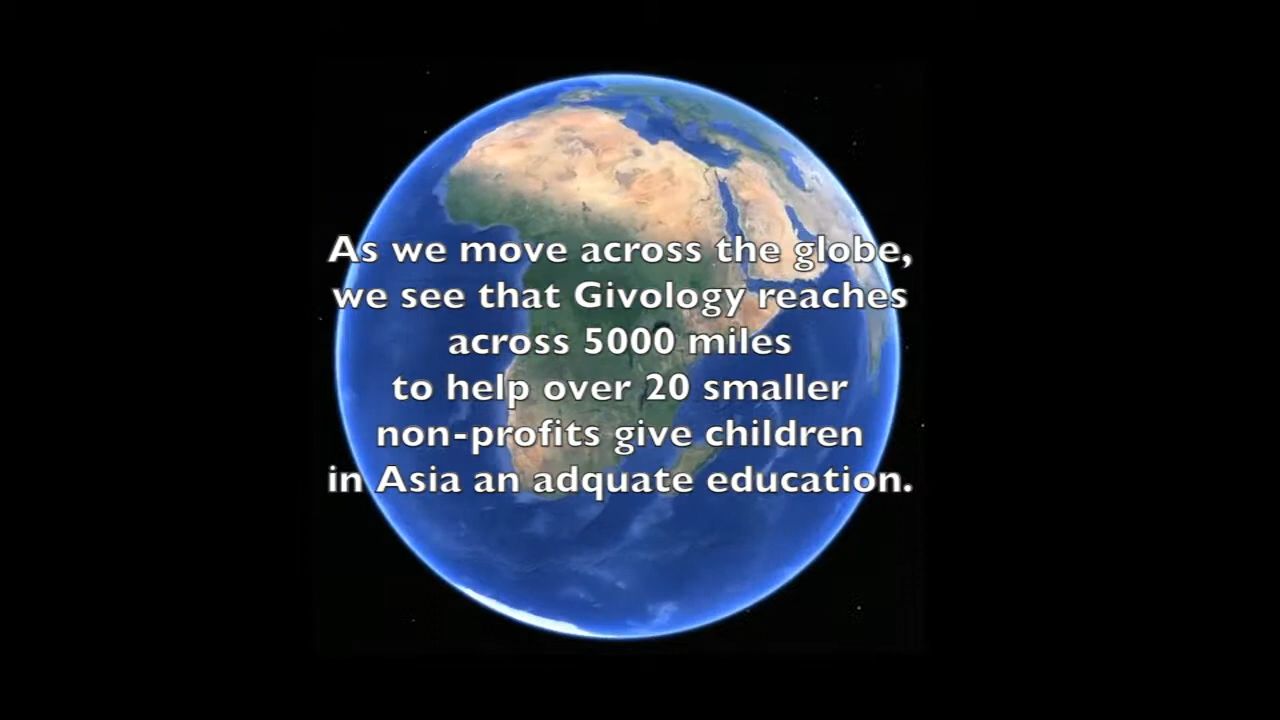 As we move across the globe,
we see that Givology reaches
across 5000 miles
to help over 20 smaller
non-profits give children
in Asia an adquate education.